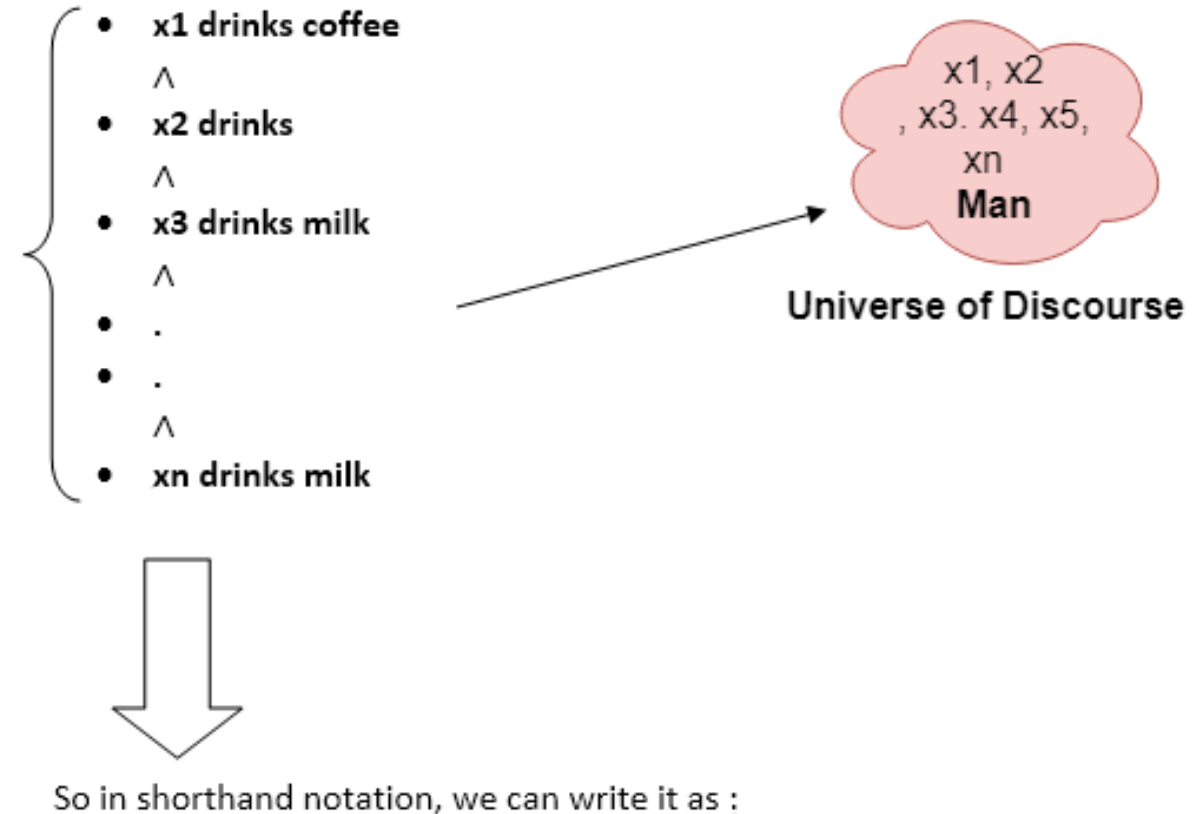 • x1 drinks coffee
∧
• x2 drinks
∧
• x3 drinks milk
∧
• .
• .
∧
• xn drinks milk
x1, x2
, x3. x4, x5,
xn
Man
Universe of Discourse
So in shorthand notation, we can write it as :